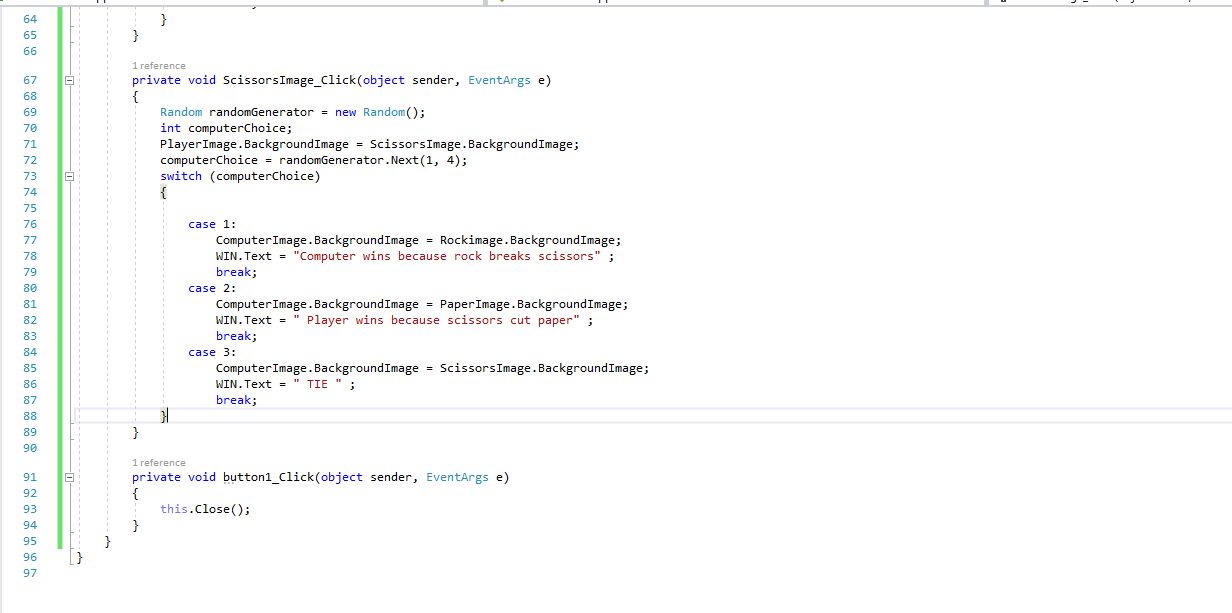 64 }
65 }
66
1 reference
67 private void ScissorsImage_Click(object sender, EventArgs e)
68 {
69 Random randomGenerator = new Random();
70 int computerChoice;
71 PlayerImage.BackgroundImage = ScissorsImage.BackgroundImage;
72 computerChoice = randomGenerator.Next(1, 4);
73 switch (computerChoice)
74 {
75
76 case 1:
77 ComputerImage.BackgroundImage = Rockimage.BackgroundImage;
78 WIN.Text = "Computer wins because rock breaks scissors" ;
79 break;
80 case 2:
81 ComputerImage.BackgroundImage = PaperImage.BackgroundImage;
82 WIN.Text = " Player wins because scissors cut paper" ;
83 break;
84 case 3:
85 ComputerImage.BackgroundImage = ScissorsImage.BackgroundImage;
86 WIN.Text = " TIE " ;
87 break;
88 }
89 }
90
1 reference
91 private void button1_Click(object sender, EventArgs e)
92 {
93 this.Close();
94 }
95 }
96 }
97